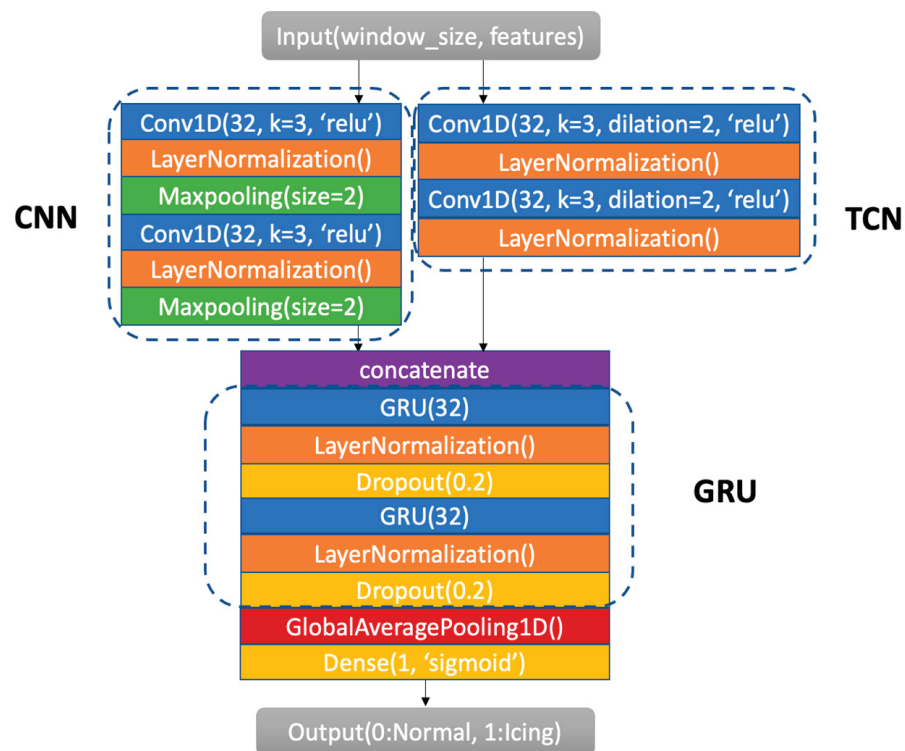 Input(window_size, features)
CNN
Conv1D(32, k=3, ‘relu’)
LayerNormalization()
Maxpooling(size=2)
Conv1D(32, k=3, ‘relu’)
LayerNormalization()
Maxpooling(size=2)
Conv1D(32, k=3, dilation=2, ‘relu’)
LayerNormalization()
Conv1D(32, k=3, dilation=2, ‘relu’)
LayerNormalization()
TCN
concatenate
GRU(32)
LayerNormalization()
Dropout(0.2)
GRU(32)
LayerNormalization()
Dropout(0.2)
GRU
GlobalAveragePooling1D()
Dense(1, ‘sigmoid’)
Output(0:Normal, 1:Icing)